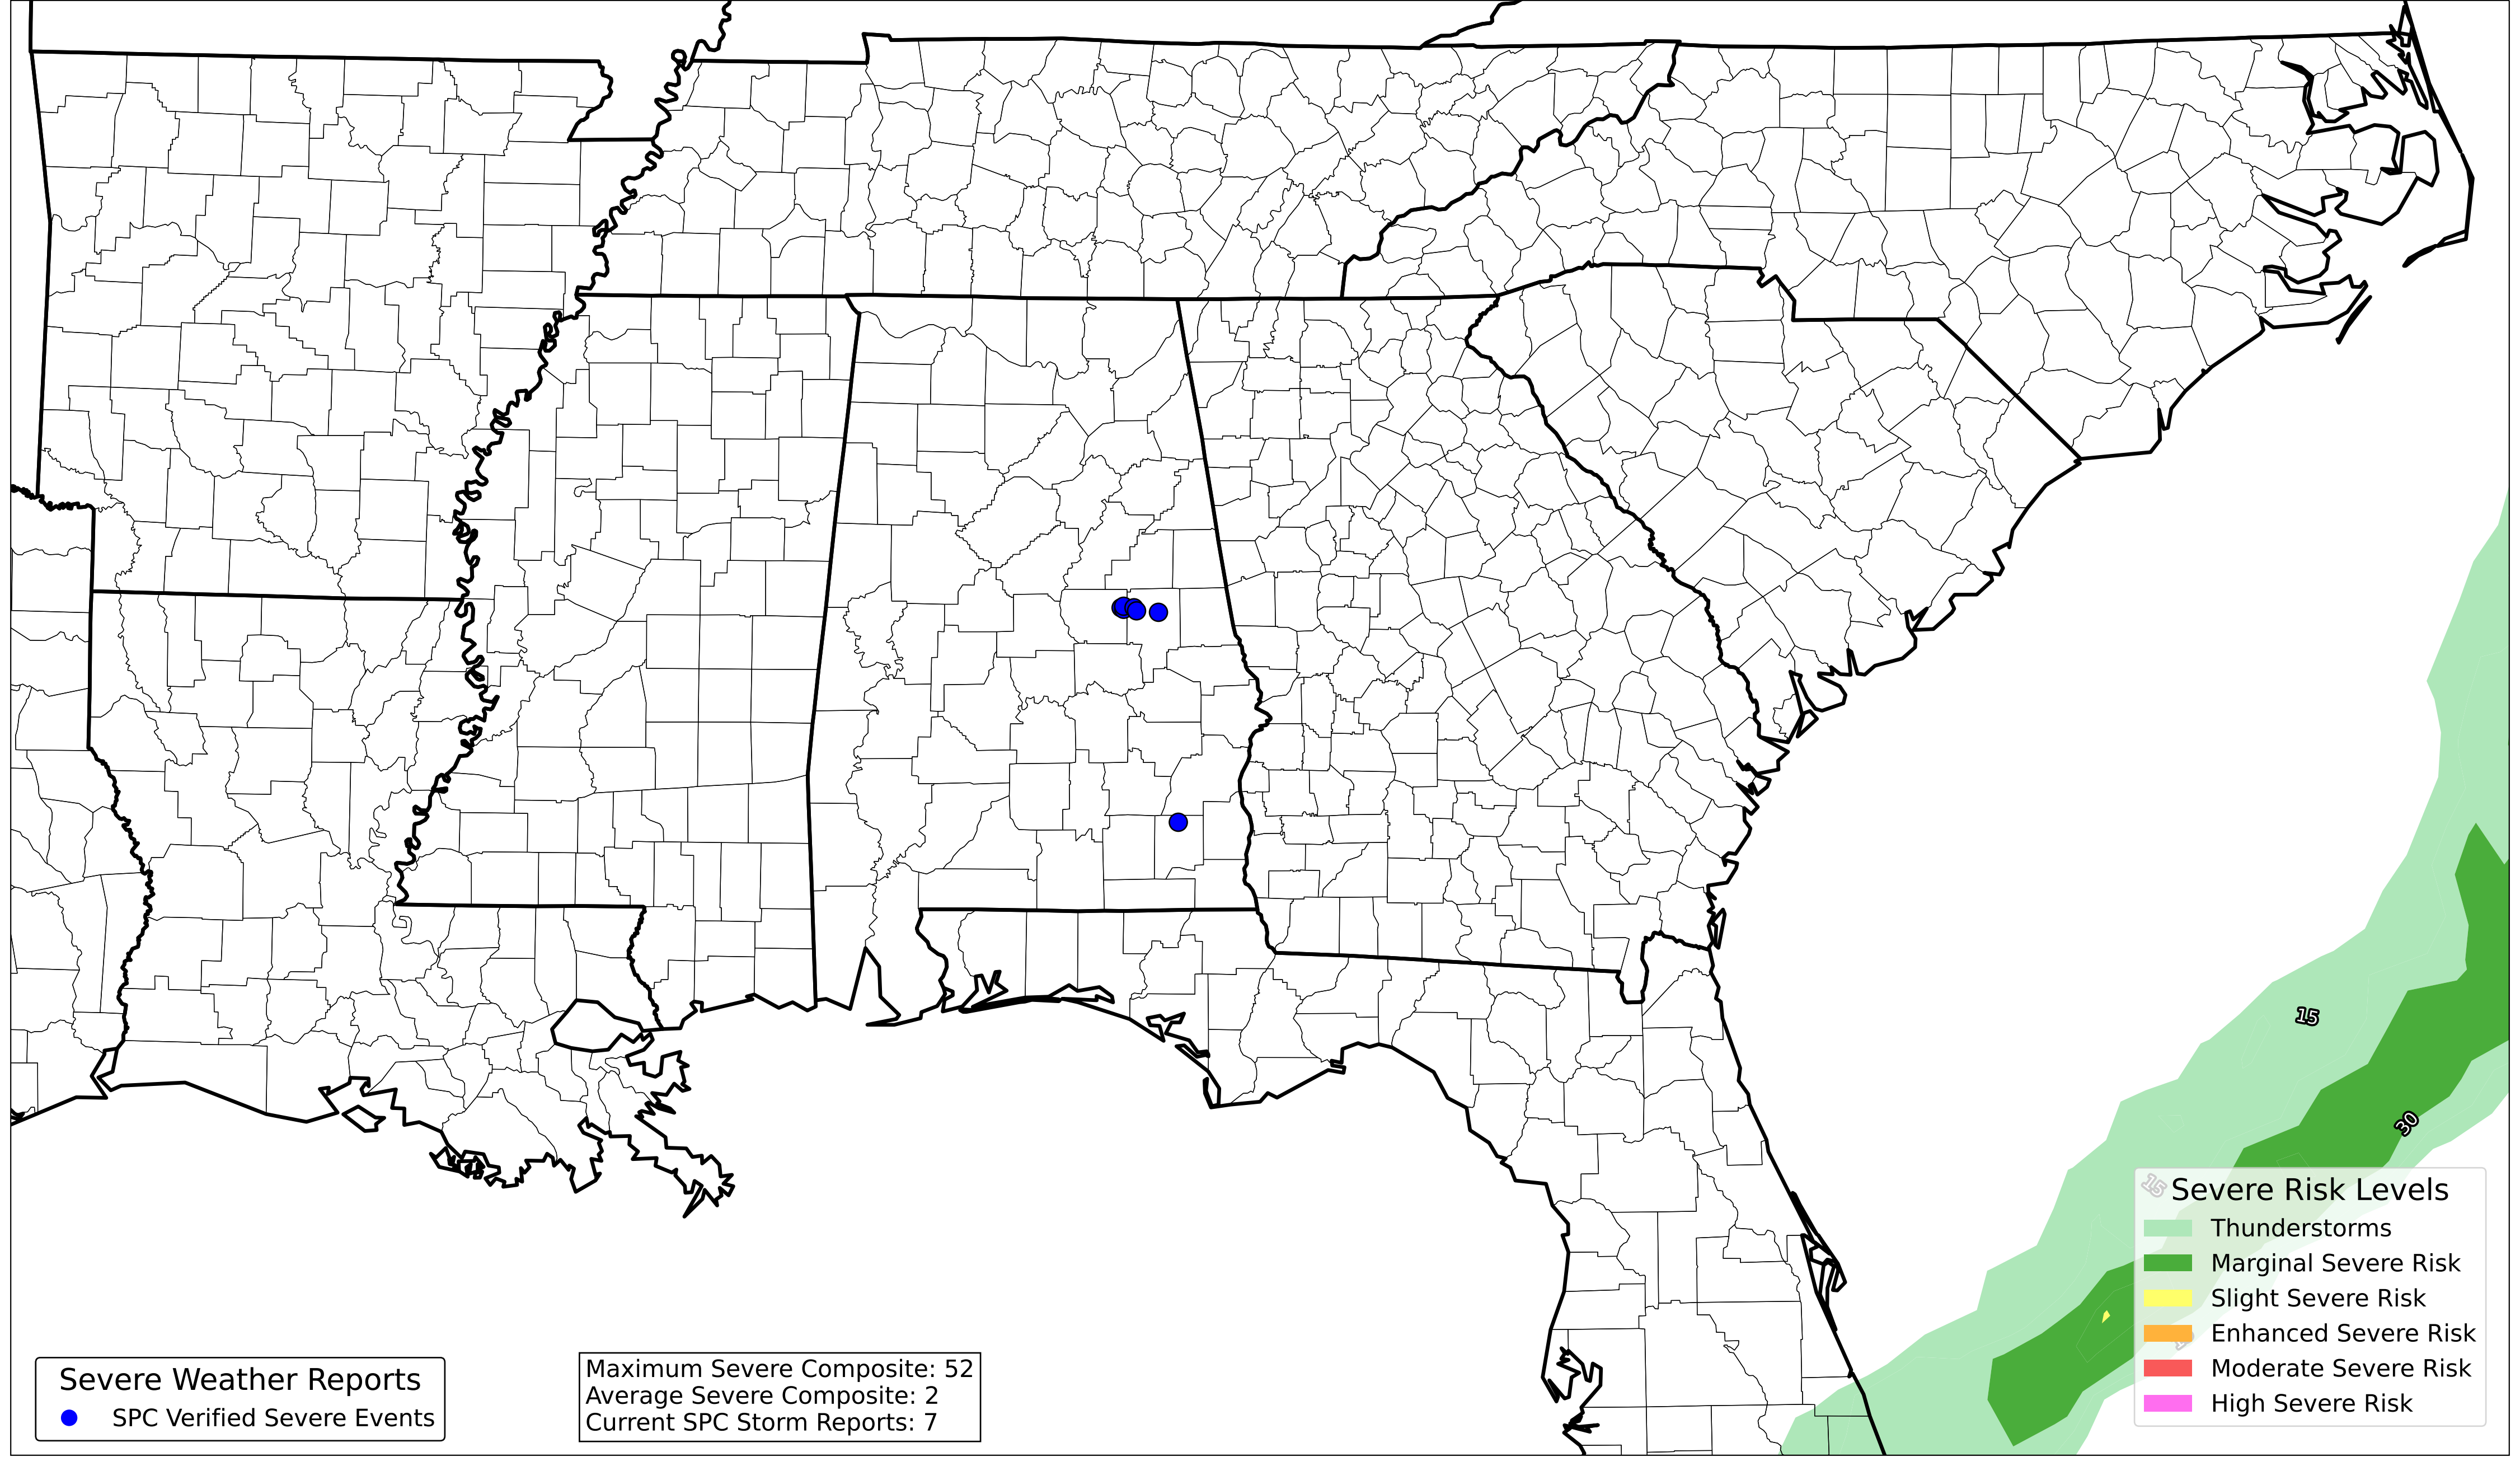 15
30
15
Severe Risk Levels
Thunderstorms
Marginal Severe Risk
Slight Severe Risk
Enhanced Severe Risk
Moderate Severe Risk
High Severe Risk
Severe Weather Reports
SPC Verified Severe Events
Maximum Severe Composite: 52
Average Severe Composite: 2
Current SPC Storm Reports: 7